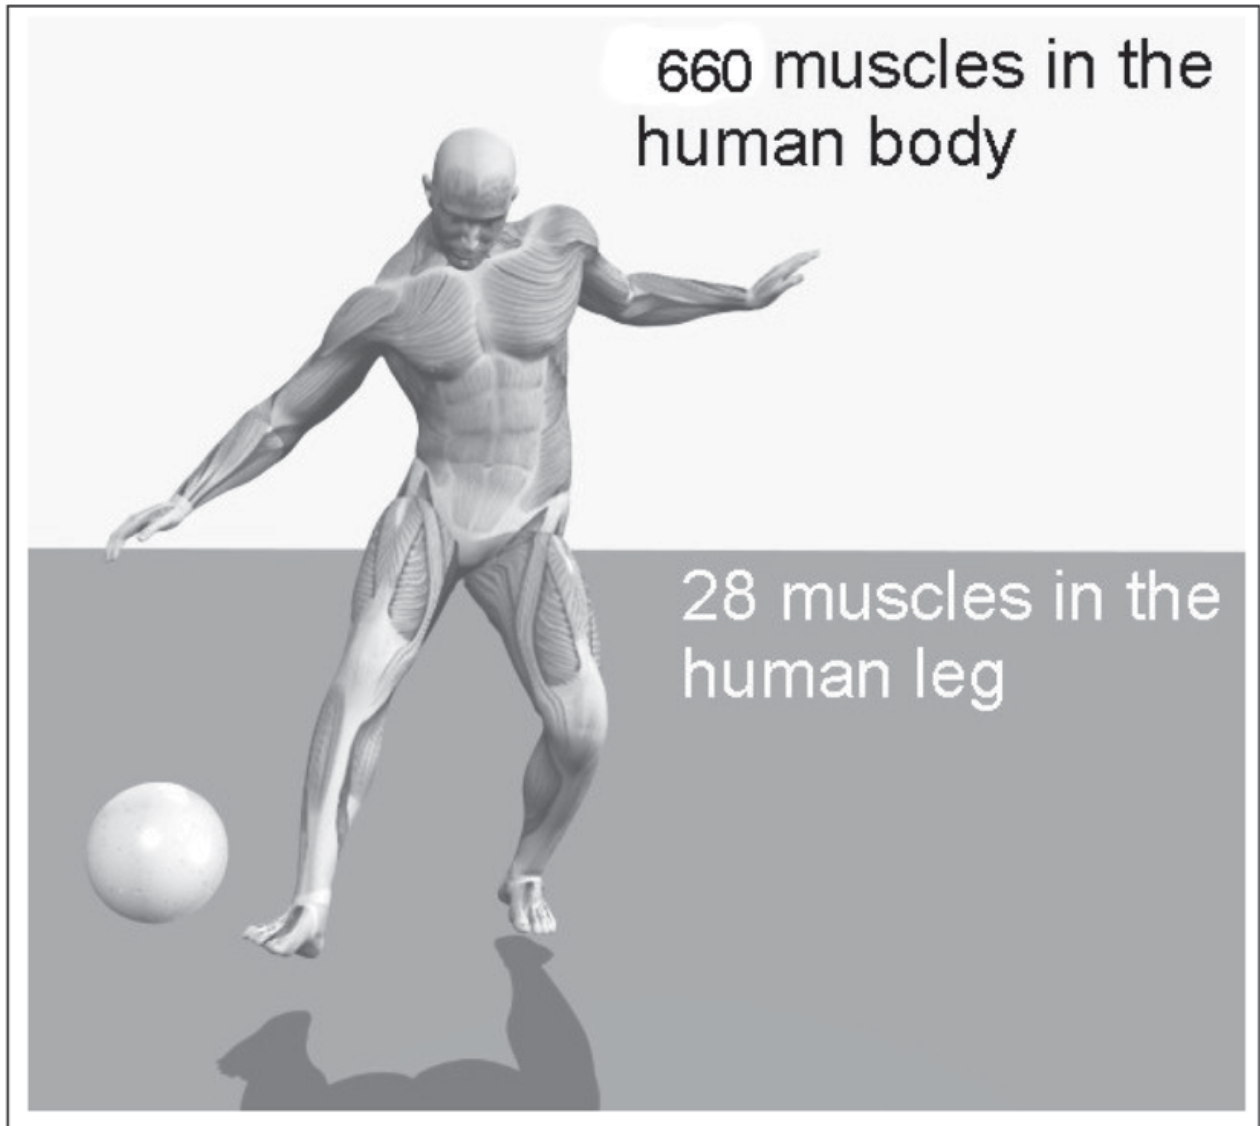 660 muscles in the
human body
28 muscles in the
human leg